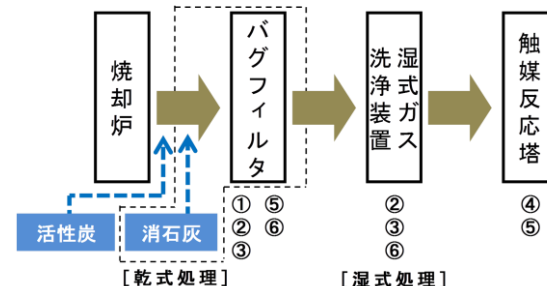 焼却炉
バグフィルタ
湿式ガス
洗浄装置
触媒反応塔
活性炭
消石灰
① ⑤
② ⑥
③
②
③
⑥
④
⑤
[乾式処理]
[湿式処理]